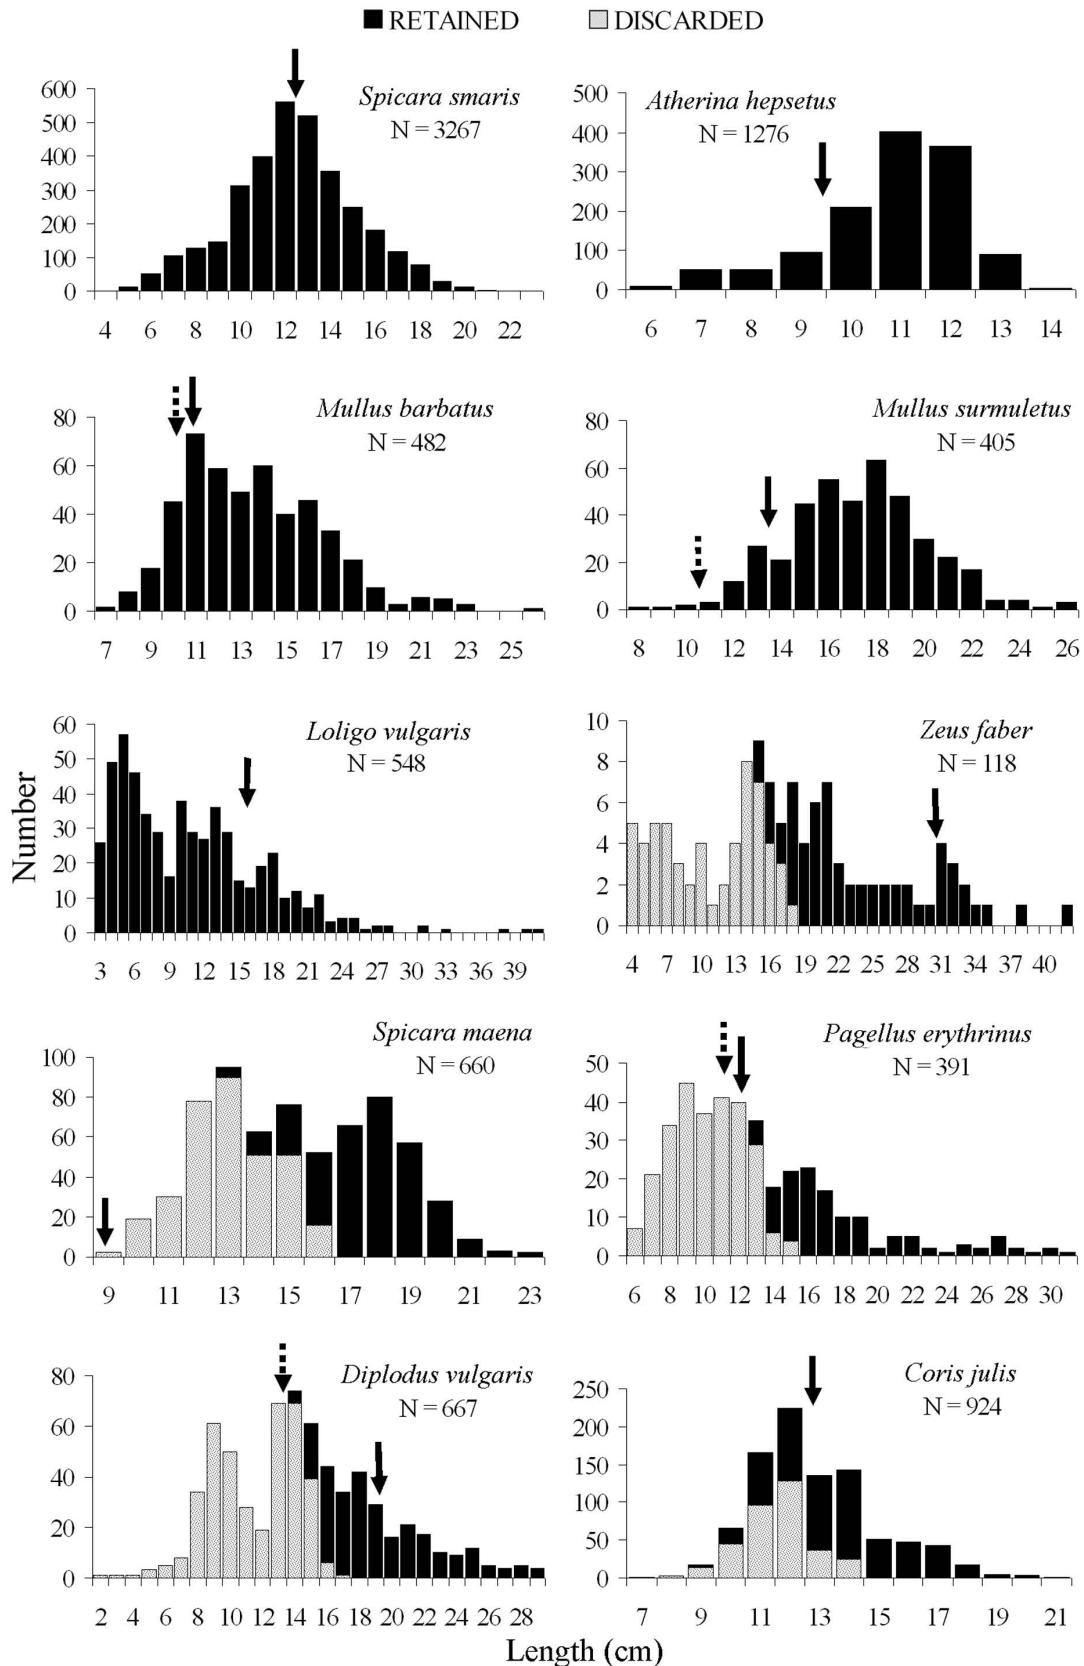 RETAINED DISCARDED
Spicara smaris
N = 3267
600
500
400
300
200
100
0
4 6 8 10 12 14 16 18 20 22
Atherina hepsetus
N = 1276
500
400
300
200
100
0
6 7 8 9 10 11 12 13 14
Mullus barbatus
N = 482
80
60
40
20
0
7 9 11 13 15 17 19 21 23 25
Mullus surmuletus
N = 405
80
60
40
20
0
8 10 12 14 16 18 20 22 24 26
Number
Loligo vulgaris
N = 548
60
50
40
30
20
10
0
3 6 9 12 15 18 21 24 27 30 33 36 39
Zeus faber
N = 118
10
8
6
4
2
0
4 7 10 13 16 19 22 25 28 31 34 37 40
Spicara maena
N = 660
100
80
60
40
20
0
9 11 13 15 17 19 21 23
Pagellus erythrinus
N = 391
50
40
30
20
10
0
6 8 10 12 14 16 18 20 22 24 26 28 30
Diplodus vulgaris
N = 667
80
60
40
20
0
2 4 6 8 10 12 14 16 18 20 22 24 26 28
Coris julis
N = 924
250
200
150
100
50
0
7 9 11 13 15 17 19 21
Length (cm)